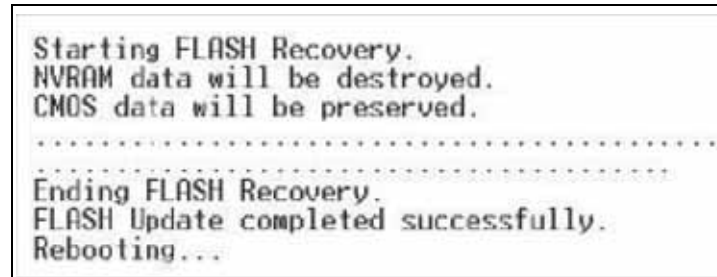 Starting FLASH Recovery.
NVRAM data will be destroyed.
CMOS data will be preserved.
...........................................
........................................
Ending FLASH Recovery.
FLASH Update completed successfully.
Rebooting...